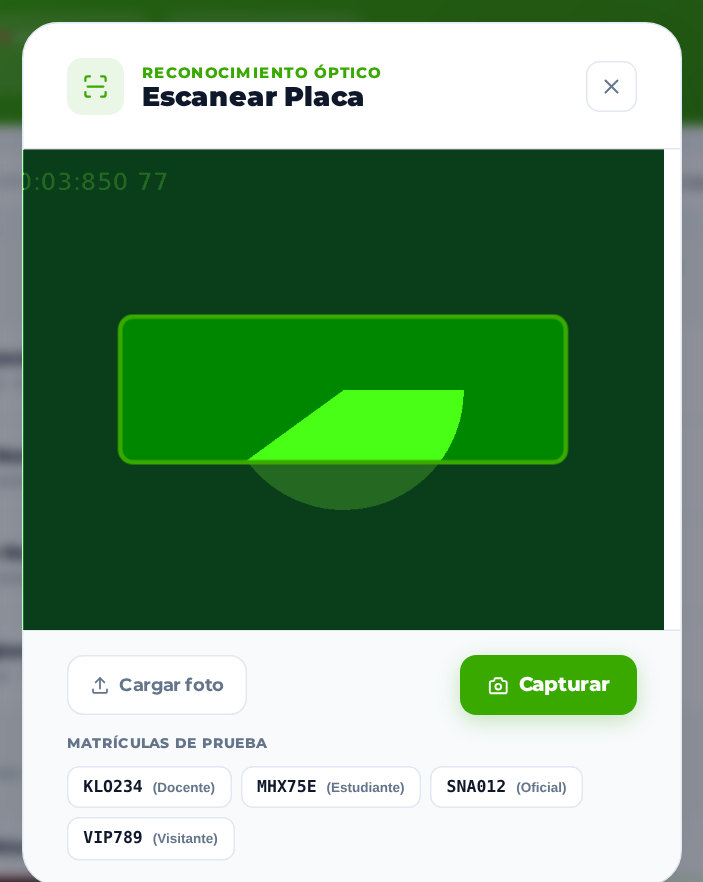 RECONOCIMIENTO ÓPTICO
Escanear Placa
0:03:850 77
Cargar foto
Capturar
MATRÍCULAS DE PRUEBA
KLO234 (Docente) MHX75E (Estudiante) SNA012 (Oficial)
VIP789 (Visitante)